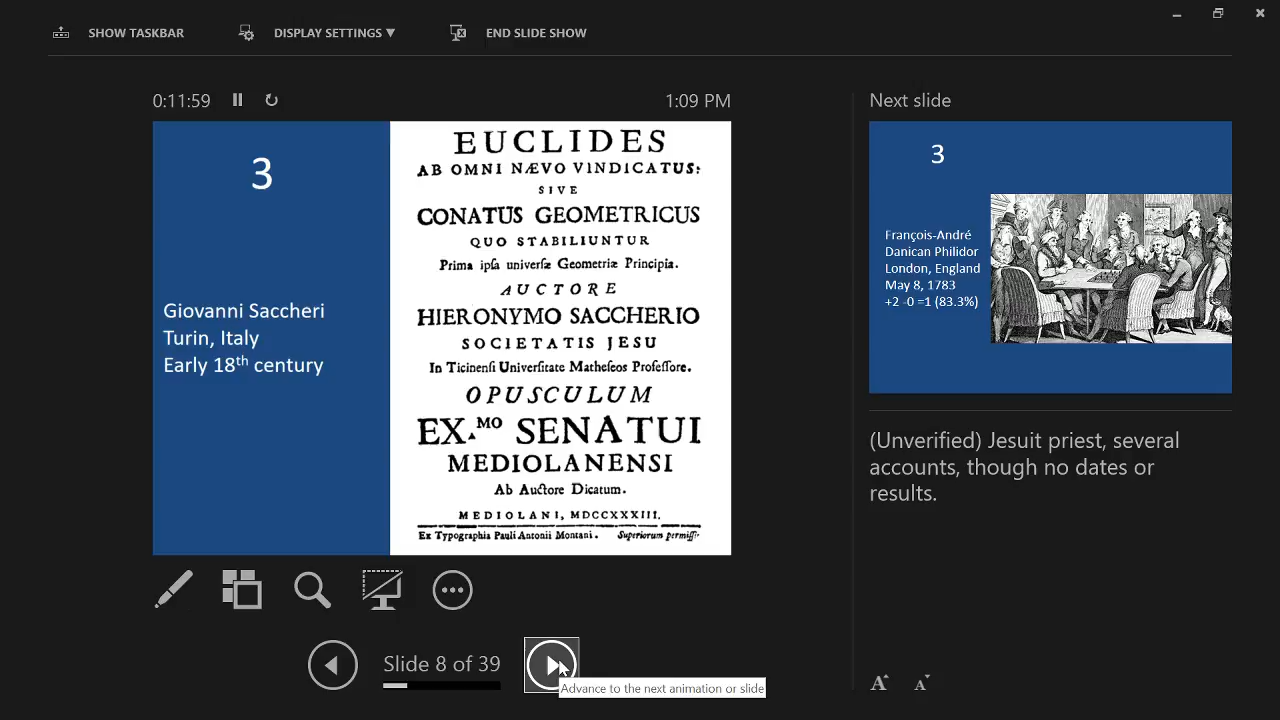 SHOW TASKBAR
DISPLAY SETTINGS ▼
END SLIDE SHOW
0:11:59
1:09 PM
3
Giovanni Saccheri
Turin, Italy
Early 18th century
EUCLIDES
AB OMNI NÆVO VINDICATUS:
SIVE
CONATUS GEOMETRICUS
QUO STABILIUNTUR
Prima ipſa univerſæ Geometriæ Principia.
AUCTORE
HIERONYMO SACCHERIO
SOCIETATIS JESU
In Ticinenſi Univerſitate Matheſeos Profeſſore.
OPUSCULUM
EX.MO SENATUI
MEDIOLANENSI
Ab Auctore Dicatum.
MEDIOLANI, MDCCXXXIII.
Ex Typographia Pauli Antonii Montani. Superiorum permiſſu
Next slide
3
François-André
Danican Philidor
London, England
May 8, 1783
+2 -0 =1 (83.3%)
(Unverified) Jesuit priest, several
accounts, though no dates or
results.
Slide 8 of 39
Advance to the next animation or slide
A A